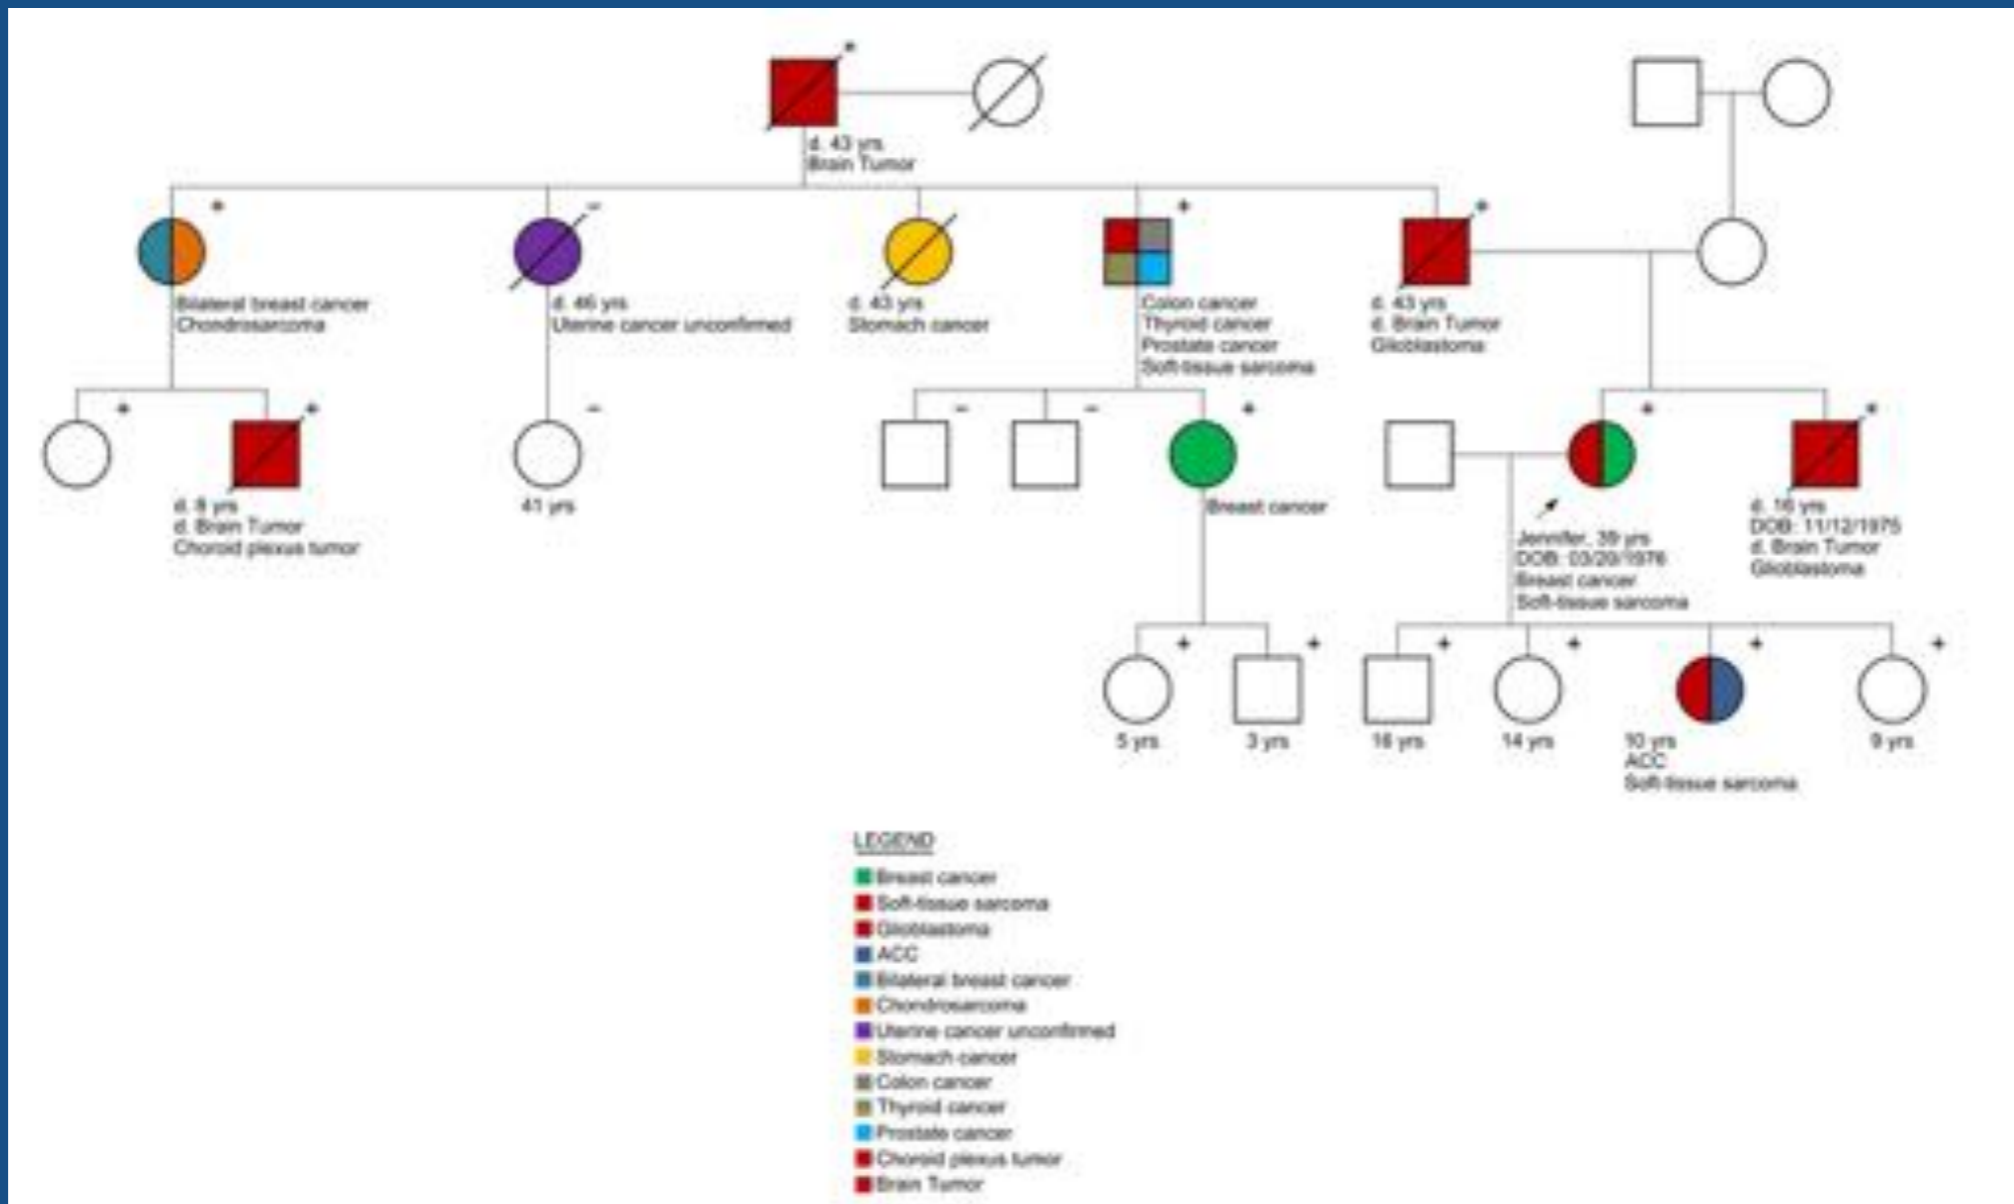 d. 43 yrs
Brain Tumor
Bilateral breast cancer
Chondrosarcoma
d. 46 yrs
Uterine cancer unconfirmed
d. 43 yrs
Stomach cancer
Colon cancer
Thyroid cancer
Prostate cancer
Soft-tissue sarcoma
d. 43 yrs
d. Brain Tumor
Glioblastoma
+
-
+
+
+
+
-
-
-
+
+
d. 8 yrs
d. Brain Tumor
Choroid plexus tumor
41 yrs
Breast cancer
Jennifer, 39 yrs
DOB: 03/20/1976
Breast cancer
Soft-tissue sarcoma
d. 16 yrs
DOB: 11/12/1975
d. Brain Tumor
Glioblastoma
+
+
+
+
+
+
5 yrs
3 yrs
16 yrs
14 yrs
10 yrs
ACC
Soft-tissue sarcoma
9 yrs
LEGEND
Breast cancer
Soft-tissue sarcoma
Glioblastoma
ACC
Bilateral breast cancer
Chondrosarcoma
Uterine cancer unconfirmed
Stomach cancer
Colon cancer
Thyroid cancer
Prostate cancer
Choroid plexus tumor
Brain Tumor